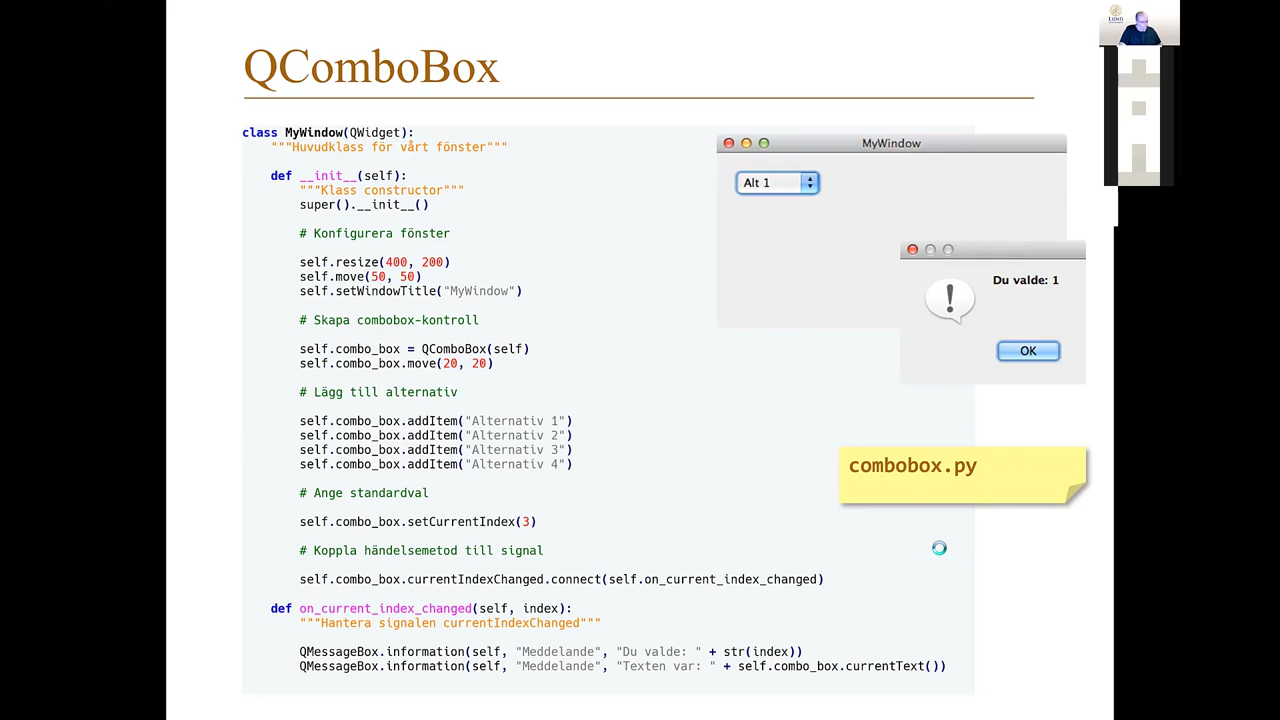 QComboBox
class MyWindow(QWidget):
"""Huvudklass för vårt fönster"""
def __init__(self):
"""Klass constructor"""
super().__init__()
# Konfigurera fönster
self.resize(400, 200)
self.move(50, 50)
self.setWindowTitle("MyWindow")
# Skapa combobox-kontroll
self.combo_box = QComboBox(self)
self.combo_box.move(20, 20)
# Lägg till alternativ
self.combo_box.addItem("Alternativ 1")
self.combo_box.addItem("Alternativ 2")
self.combo_box.addItem("Alternativ 3")
self.combo_box.addItem("Alternativ 4")
# Ange standardval
self.combo_box.setCurrentIndex(3)
# Koppla händelsemetod till signal
self.combo_box.currentIndexChanged.connect(self.on_current_index_changed)
def on_current_index_changed(self, index):
"""Hantera signalen currentIndexChanged"""
QMessageBox.information(self, "Meddelande", "Du valde: " + str(index))
QMessageBox.information(self, "Meddelande", "Texten var: " + self.combo_box.currentText())
MyWindow
Alt 1
Du valde: 1
OK
combobox.py
LUND